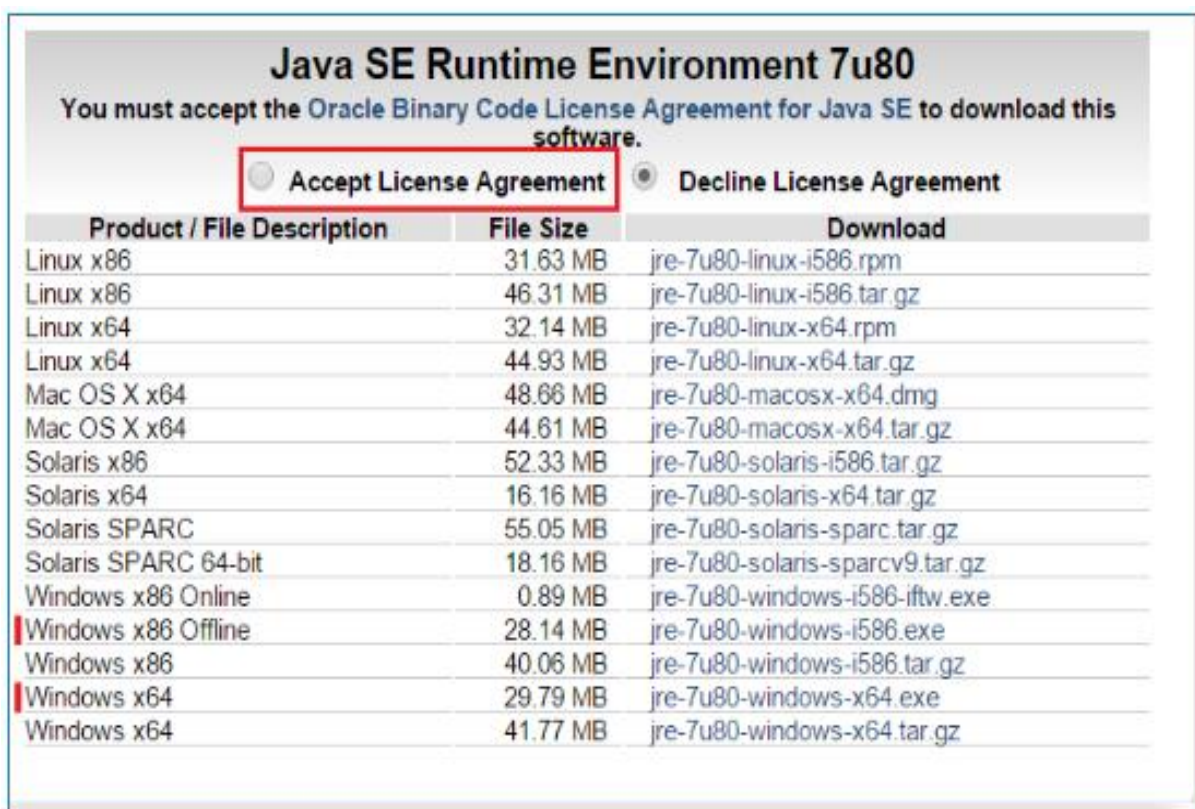 Java SE Runtime Environment 7u80
You must accept the Oracle Binary Code License Agreement for Java SE to download this
software.
Accept License Agreement Decline License Agreement
Product / File Description File Size Download
Linux x86 31.63 MB jre-7u80-linux-i586.rpm
Linux x86 46.31 MB jre-7u80-linux-i586.tar.gz
Linux x64 32.14 MB jre-7u80-linux-x64.rpm
Linux x64 44.93 MB jre-7u80-linux-x64.tar.gz
Mac OS X x64 48.66 MB jre-7u80-macosx-x64.dmg
Mac OS X x64 44.61 MB jre-7u80-macosx-x64.tar.gz
Solaris x86 52.33 MB jre-7u80-solaris-i586.tar.gz
Solaris x64 16.16 MB jre-7u80-solaris-x64.tar.gz
Solaris SPARC 55.05 MB jre-7u80-solaris-sparc.tar.gz
Solaris SPARC 64-bit 18.16 MB jre-7u80-solaris-sparcv9.tar.gz
Windows x86 Online 0.89 MB jre-7u80-windows-i586-iftw.exe
Windows x86 Offline 28.14 MB jre-7u80-windows-i586.exe
Windows x86 40.06 MB jre-7u80-windows-i586.tar.gz
Windows x64 29.79 MB jre-7u80-windows-x64.exe
Windows x64 41.77 MB jre-7u80-windows-x64.tar.gz